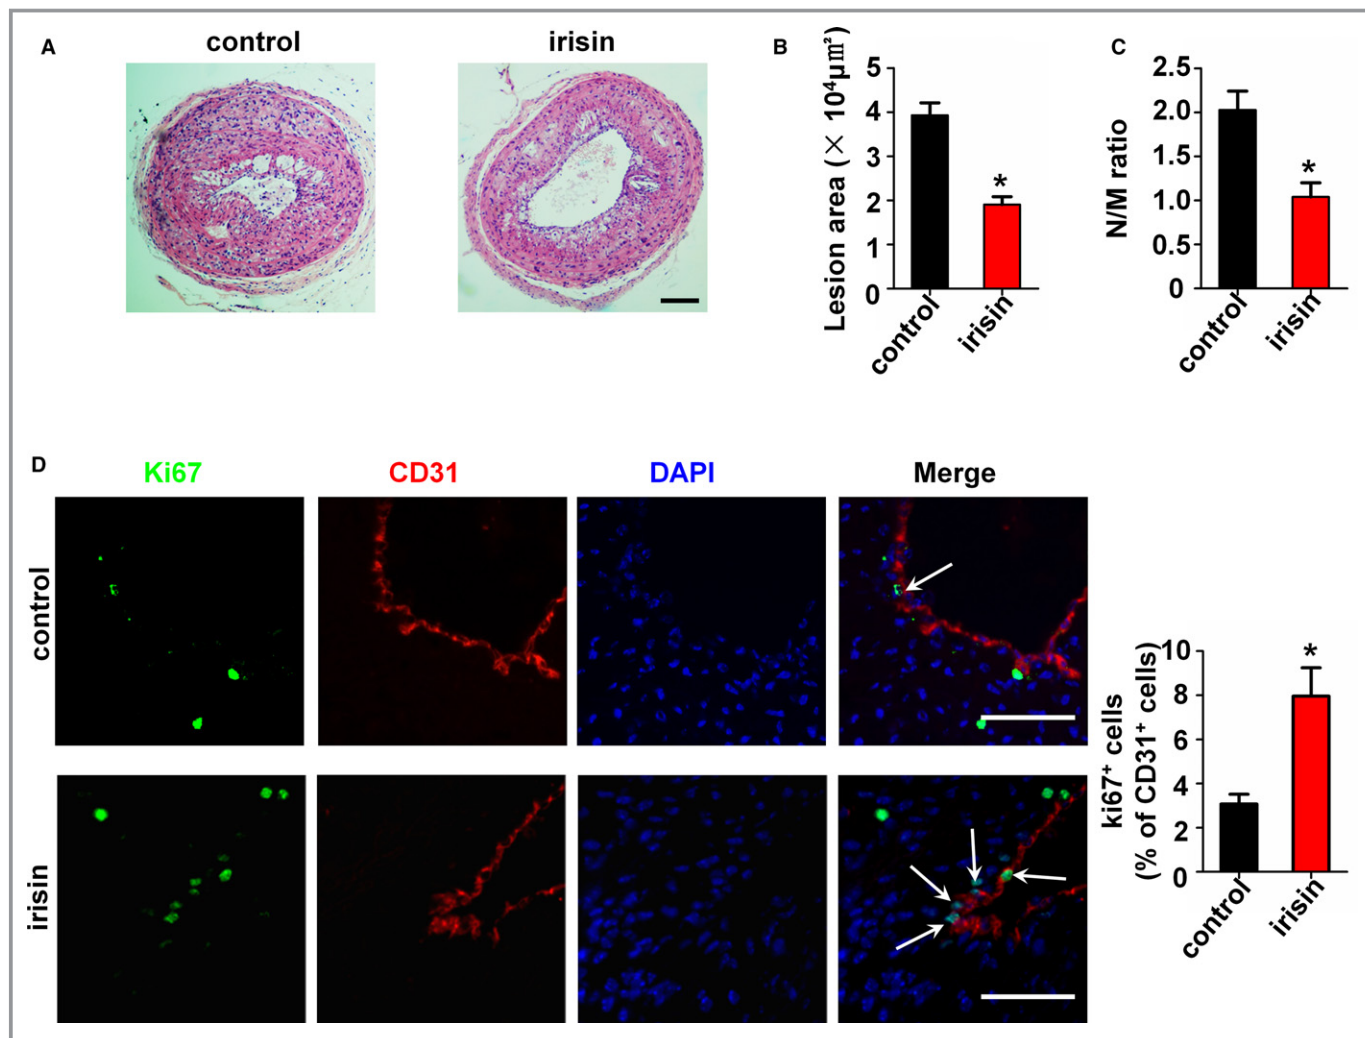 A
control
irisin
B
Lesion area (× 10⁴μm²)
5
4
3
2
1
0
*
control
irisin
C
N/M ratio
2.5
2.0
1.5
1.0
0.5
0
*
control
irisin
D
Ki67
CD31
DAPI
Merge
control
irisin
ki67⁺ cells
(% of CD31⁺ cells)
10
8
6
4
2
0
*
control
irisin